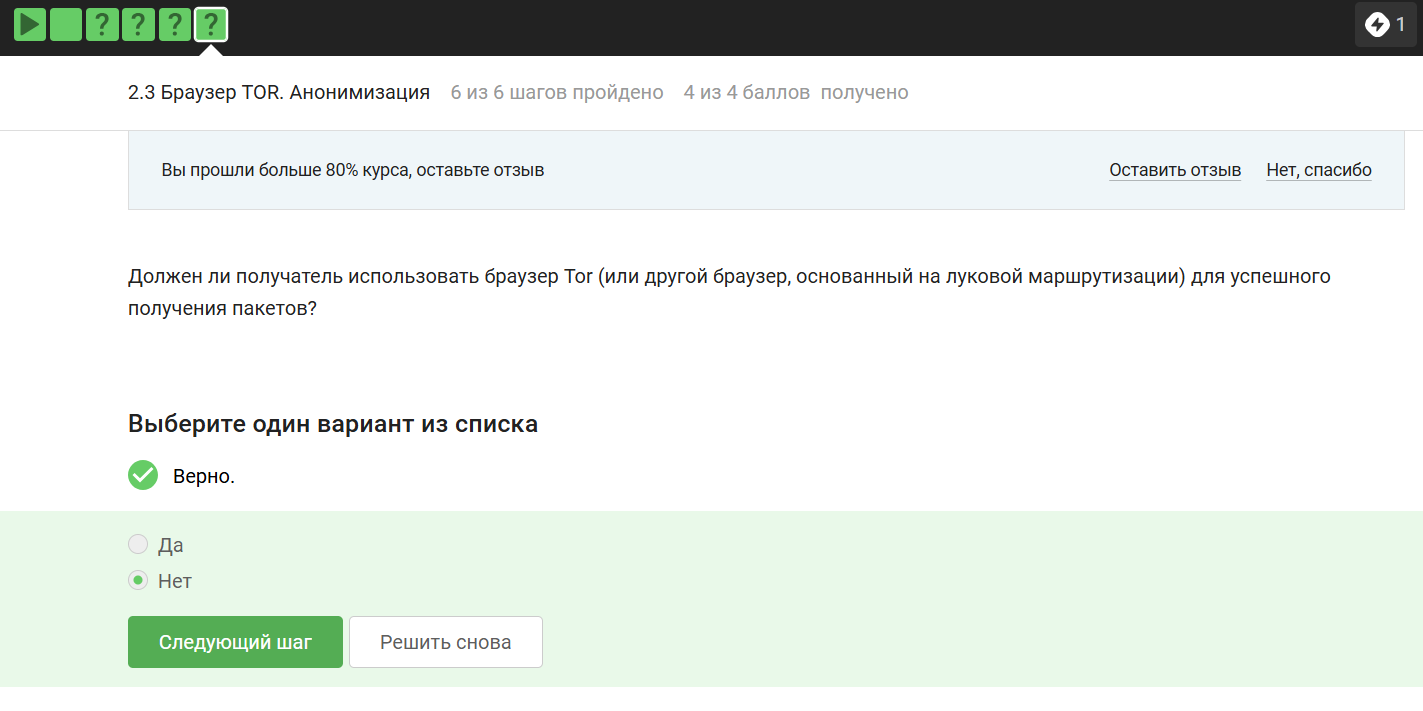 ? ? ? ?
1
2.3 Браузер TOR. Анонимизация 6 из 6 шагов пройдено 4 из 4 баллов получено
Вы прошли больше 80% курса, оставьте отзыв Оставить отзыв Нет, спасибо
Должен ли получатель использовать браузер Tor (или другой браузер, основанный на луковой маршрутизации) для успешного
получения пакетов?
Выберите один вариант из списка
Верно.
Да
Нет
Следующий шаг Решить снова